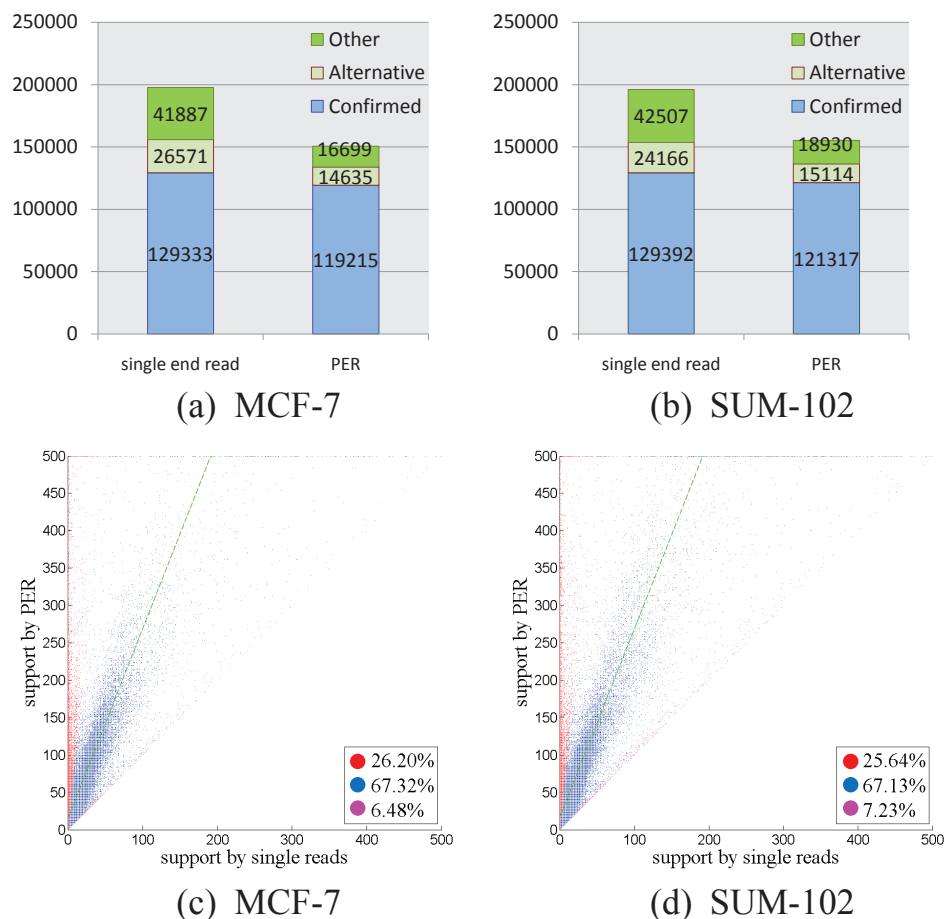 250000
200000
150000
100000
50000
0
Other
Alternative
Confirmed
41887
26571
129333
16699
14635
119215
single end read
PER
(a) MCF-7
250000
200000
150000
100000
50000
0
Other
Alternative
Confirmed
42507
24166
129392
18930
15114
121317
single end read
PER
(b) SUM-102
500
450
400
350
300
250
200
150
100
50
0
support by PER
26.20%
67.32%
6.48%
0 100 200 300 400 500
support by single reads
(c) MCF-7
500
450
400
350
300
250
200
150
100
50
0
support by PER
25.64%
67.13%
7.23%
0 100 200 300 400 500
support by single reads
(d) SUM-102